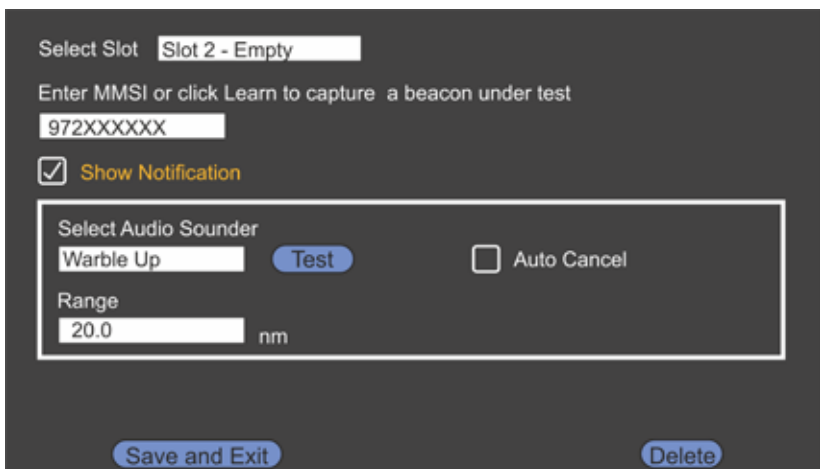 Select Slot Slot 2 - Empty
Enter MMSI or click Learn to capture a beacon under test
972XXXXXX
Show Notification
Select Audio Sounder
Warble Up Test Auto Cancel
Range
20.0 nm
Save and Exit Delete